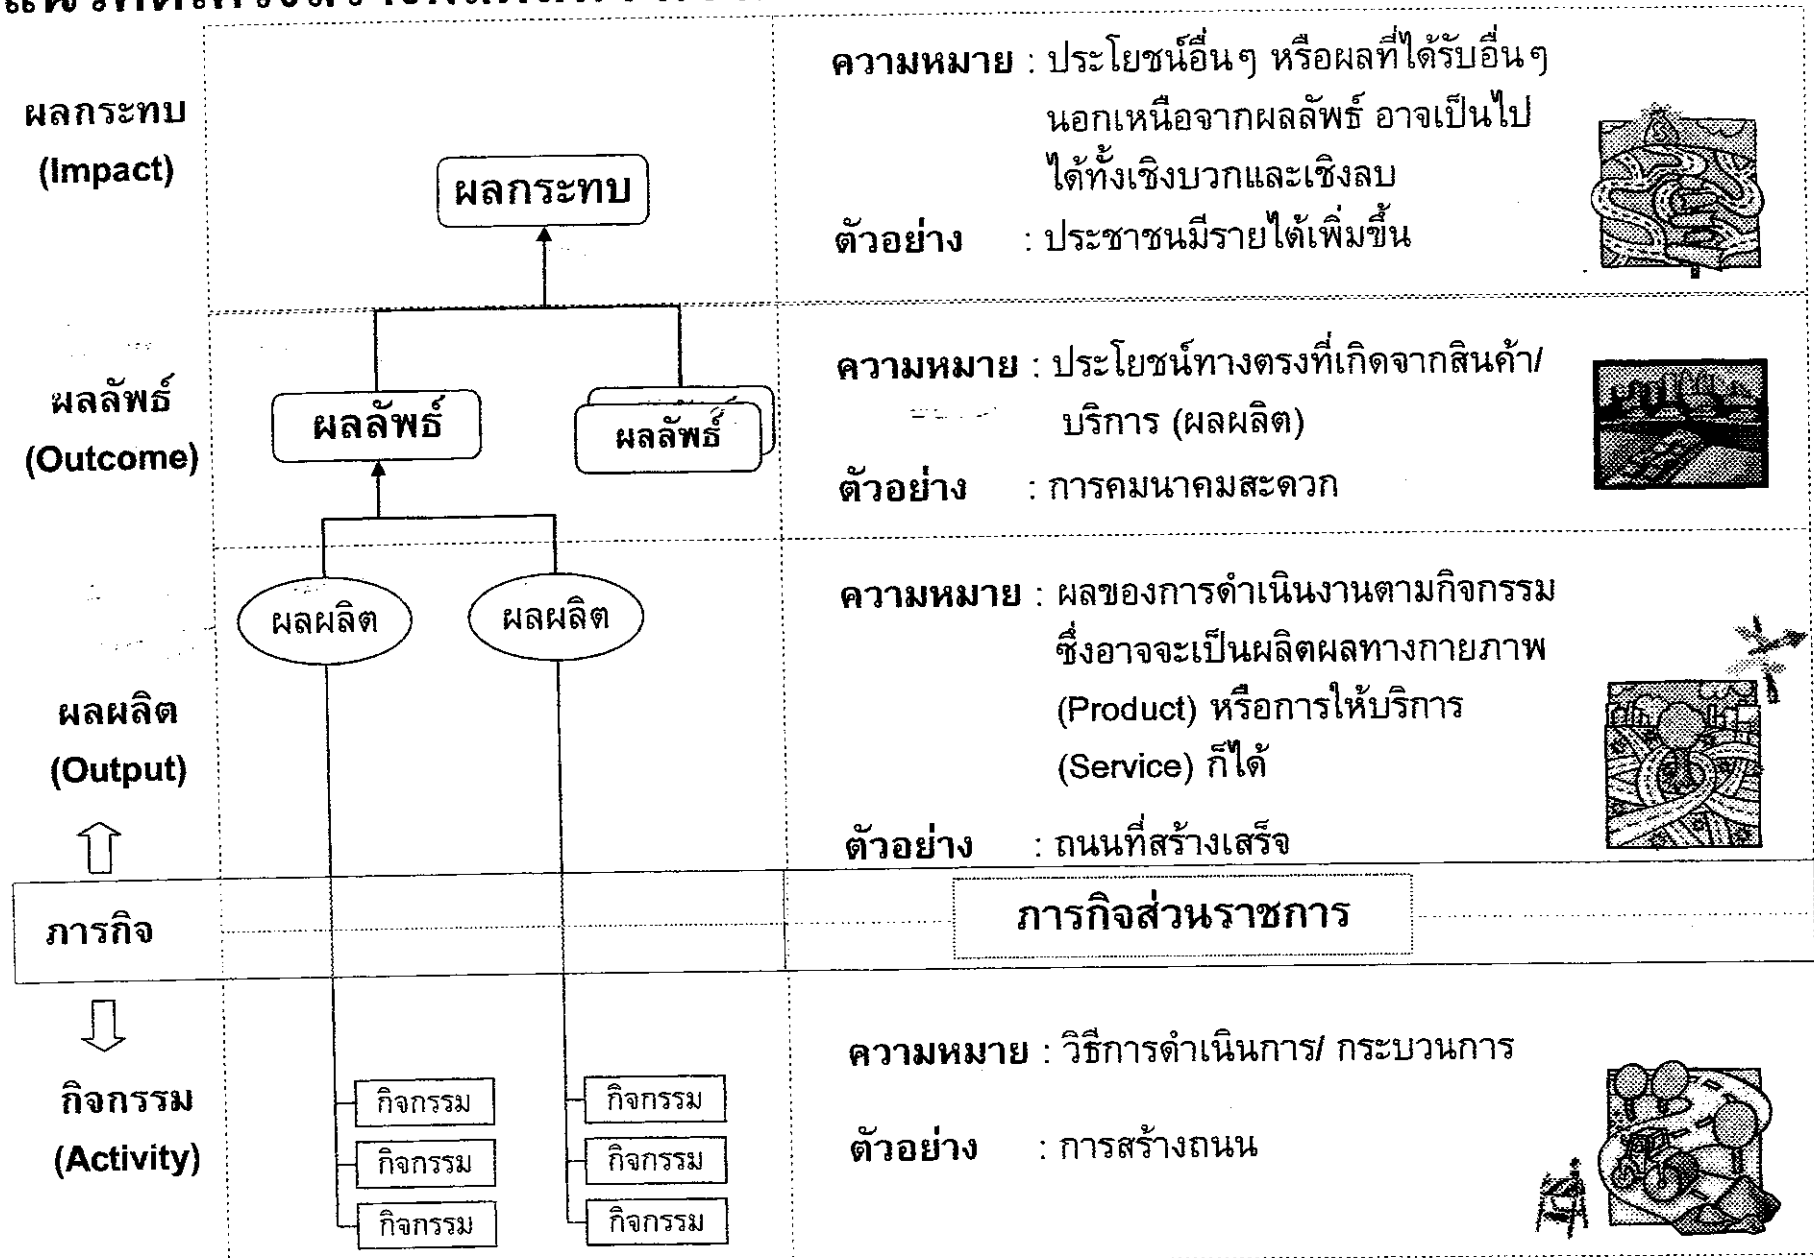 ผลกระทบ
(Impact)
ผลกระทบ
ความหมาย : ประโยชน์อื่นๆ หรือผลที่ได้รับอื่นๆ
นอกเหนือจากผลลัพธ์ อาจเป็นไป
ได้ทั้งเชิงบวกและเชิงลบ
ตัวอย่าง : ประชาชนมีรายได้เพิ่มขึ้น
ผลลัพธ์
(Outcome)
ผลลัพธ์
ผลลัพธ์
ความหมาย : ประโยชน์ทางตรงที่เกิดจากสินค้า/
บริการ (ผลผลิต)
ตัวอย่าง : การคมนาคมสะดวก
ผลผลิต
(Output)
ผลผลิต
ผลผลิต
ความหมาย : ผลของการดำเนินงานตามกิจกรรม
ซึ่งอาจจะเป็นผลิตผลทางกายภาพ
(Product) หรือการให้บริการ
(Service) ก็ได้
ตัวอย่าง : ถนนที่สร้างเสร็จ
ภารกิจ
ภารกิจส่วนราชการ
กิจกรรม
(Activity)
กิจกรรม
กิจกรรม
กิจกรรม
กิจกรรม
กิจกรรม
กิจกรรม
ความหมาย : วิธีการดำเนินการ/ กระบวนการ
ตัวอย่าง : การสร้างถนน